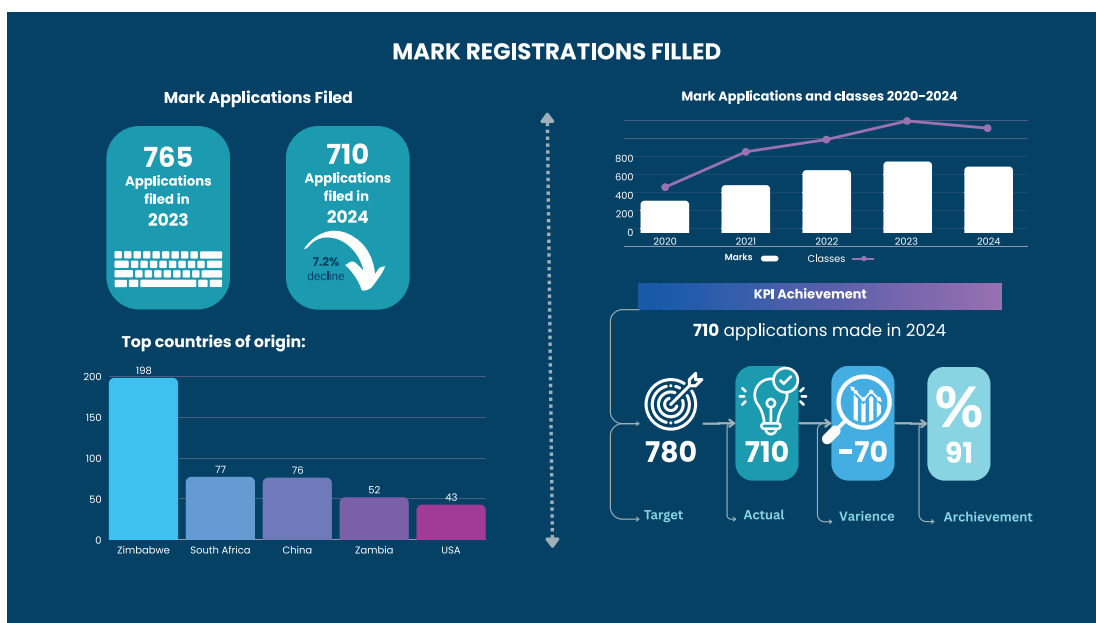 MARK REGISTRATIONS FILLED
Mark Applications Filed
765
Applications
filed in
2023
710
Applications
filed in
2024
7.2%
decline
Top countries of origin:
200
150
100
50
0
198
77
76
52
43
Zimbabwe South Africa China Zambia USA
Mark Applications and classes 2020-2024
800
600
400
200
0
2020 2021 2022 2023 2024
Marks Classes
KPI Achievement
710 applications made in 2024
%
780 710 -70 91
Target Actual Varience Archievement